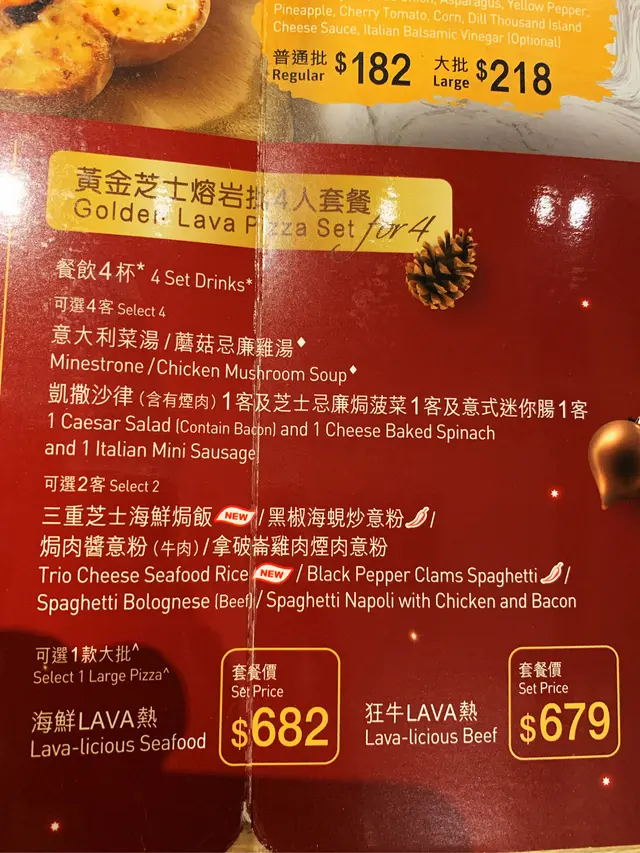 Onion, Asparagus, Yellow Pepper,
Pineapple, Cherry Tomato, Corn, Dill Thousand Island
Cheese Sauce, Italian Balsamic Vinegar (Optional)
普通批 Regular $182 大批 Large $218
黃金芝士熔岩批4人套餐
Golden Lava Pizza Set for 4
餐飲4杯* 4 Set Drinks*
可選4客 Select 4
意大利菜湯/蘑菇忌廉雞湯♦
Minestrone/Chicken Mushroom Soup♦
凱撒沙律 (含有煙肉) 1客及芝士忌廉焗菠菜1客及意式迷你腸1客
1 Caesar Salad (Contain Bacon) and 1 Cheese Baked Spinach
and 1 Italian Mini Sausage
可選2客 Select 2
三重芝士海鮮焗飯 NEW /黑椒海蜆炒意粉/
焗肉醬意粉 (牛肉) /拿破崙雞肉煙肉意粉
Trio Cheese Seafood Rice NEW / Black Pepper Clams Spaghetti /
Spaghetti Bolognese (Beef) / Spaghetti Napoli with Chicken and Bacon
可選1款大批^
Select 1 Large Pizza^
海鮮LAVA熱
Lava-licious Seafood
套餐價
Set Price
$682
狂牛LAVA熱
Lava-licious Beef
套餐價
Set Price
$679